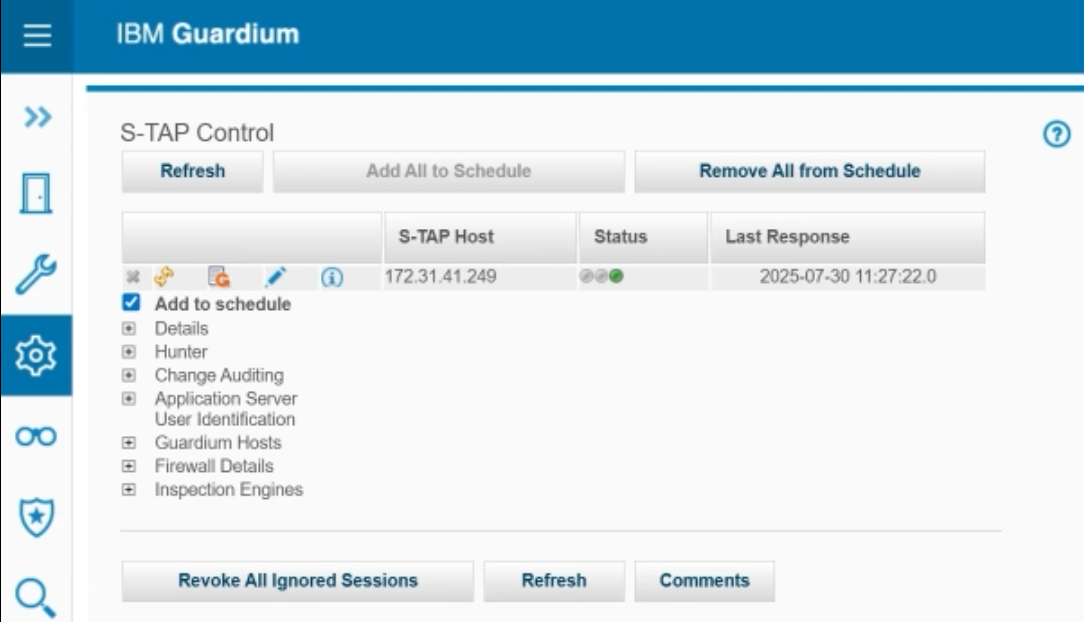 IBM Guardium
S-TAP Control
Refresh
Add All to Schedule
Remove All from Schedule
S-TAP Host
Status
Last Response
172.31.41.249
2025-07-30 11:27:22.0
Add to schedule
Details
Hunter
Change Auditing
Application Server
User Identification
Guardium Hosts
Firewall Details
Inspection Engines
Revoke All Ignored Sessions
Refresh
Comments